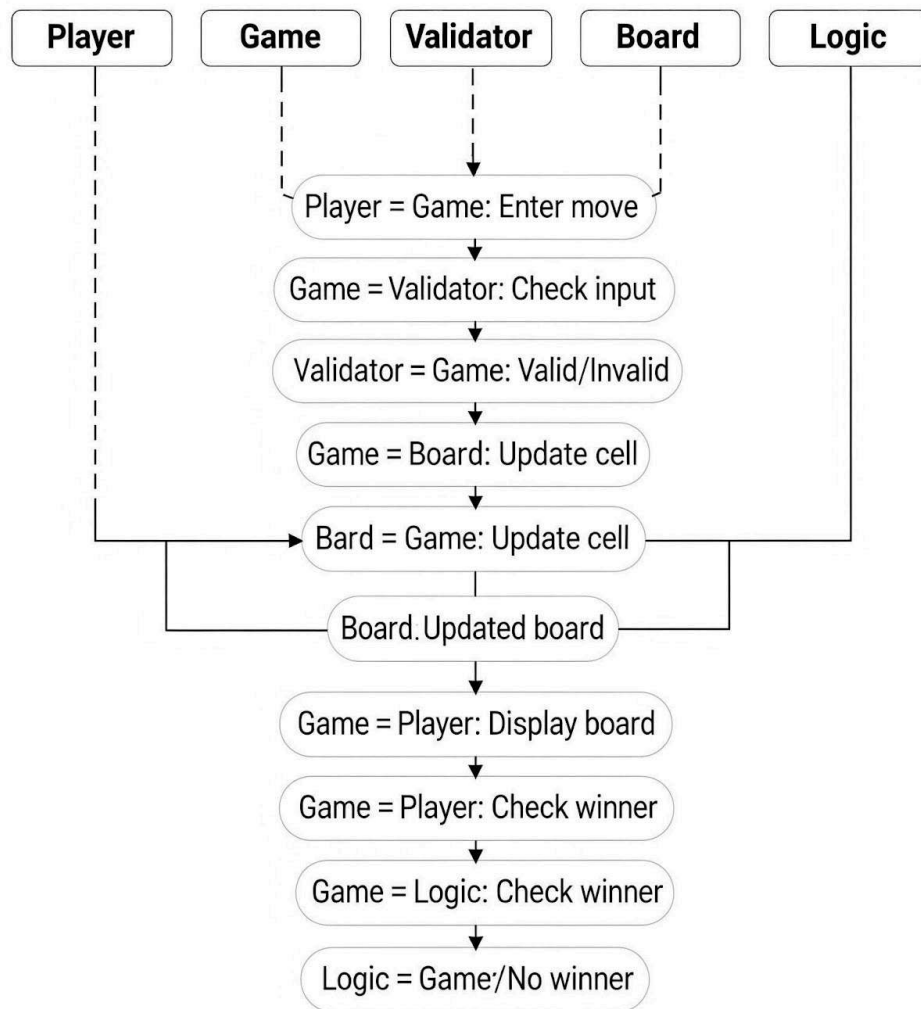 Player
Game
Validator
Board
Logic
Player = Game: Enter move
Game = Validator: Check input
Validator = Game: Valid/Invalid
Game = Board: Update cell
Bard = Game: Update cell
Board: Updated board
Game = Player: Display board
Game = Player: Check winner
Game = Logic: Check winner
Logic = Game:/No winner